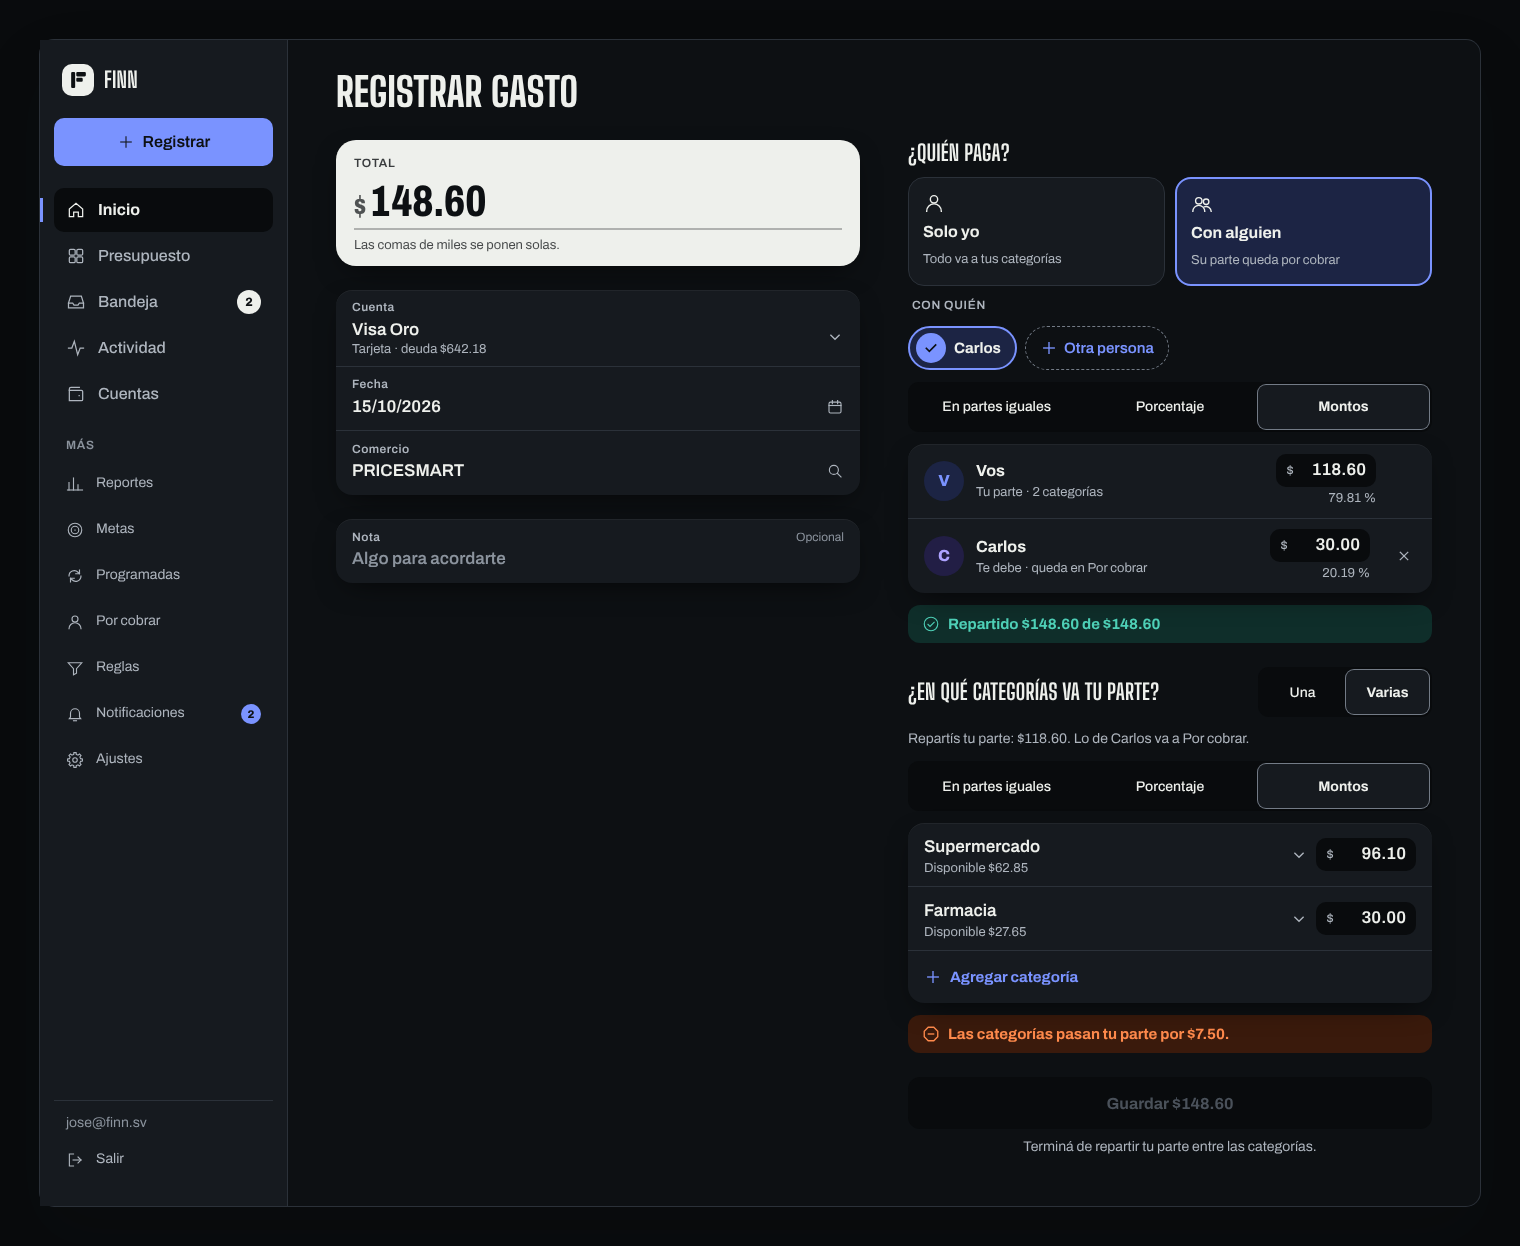 FINN
Registrar
Inicio
Presupuesto
Bandeja 2
Actividad
Cuentas
MÁS
Reportes
Metas
Programadas
Por cobrar
Reglas
Notificaciones 2
Ajustes
jose@finn.sv
Salir
REGISTRAR GASTO
TOTAL
$ 148.60
Las comas de miles se ponen solas.
Cuenta
Visa Oro
Tarjeta · deuda $642.18
Fecha
15/10/2026
Comercio
PRICESMART
Nota Opcional
Algo para acordarte
¿QUIÉN PAGA?
Solo yo
Todo va a tus categorías
Con alguien
Su parte queda por cobrar
CON QUIÉN
Carlos
Otra persona
En partes iguales Porcentaje Montos
V Vos $ 118.60
Tu parte · 2 categorías 79.81 %
C Carlos $ 30.00
Te debe · queda en Por cobrar 20.19 %
Repartido $148.60 de $148.60
¿EN QUÉ CATEGORÍAS VA TU PARTE? Una Varias
Repartís tu parte: $118.60. Lo de Carlos va a Por cobrar.
En partes iguales Porcentaje Montos
Supermercado $ 96.10
Disponible $62.85
Farmacia $ 30.00
Disponible $27.65
Agregar categoría
Las categorías pasan tu parte por $7.50.
Guardar $148.60
Terminá de repartir tu parte entre las categorías.